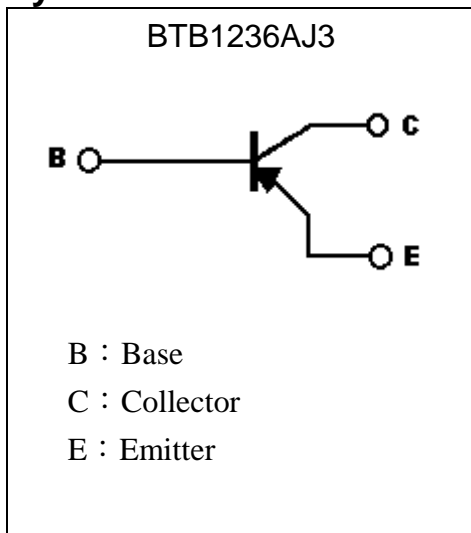 BTB1236AJ3
C
B
E
B：Base
C：Collector
E：Emitter